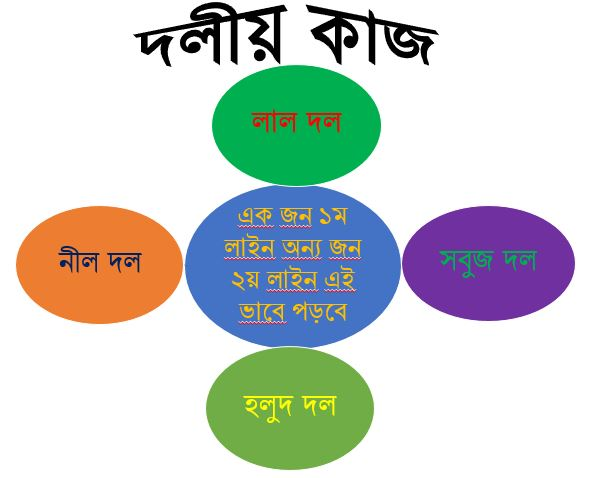 দলীয় কাজ
লাল দল
নীল দল
এক জন ১ম
লাইন অন্য জন
২য় লাইন এই
ভাবে পড়বে
সবুজ দল
হলুদ দল